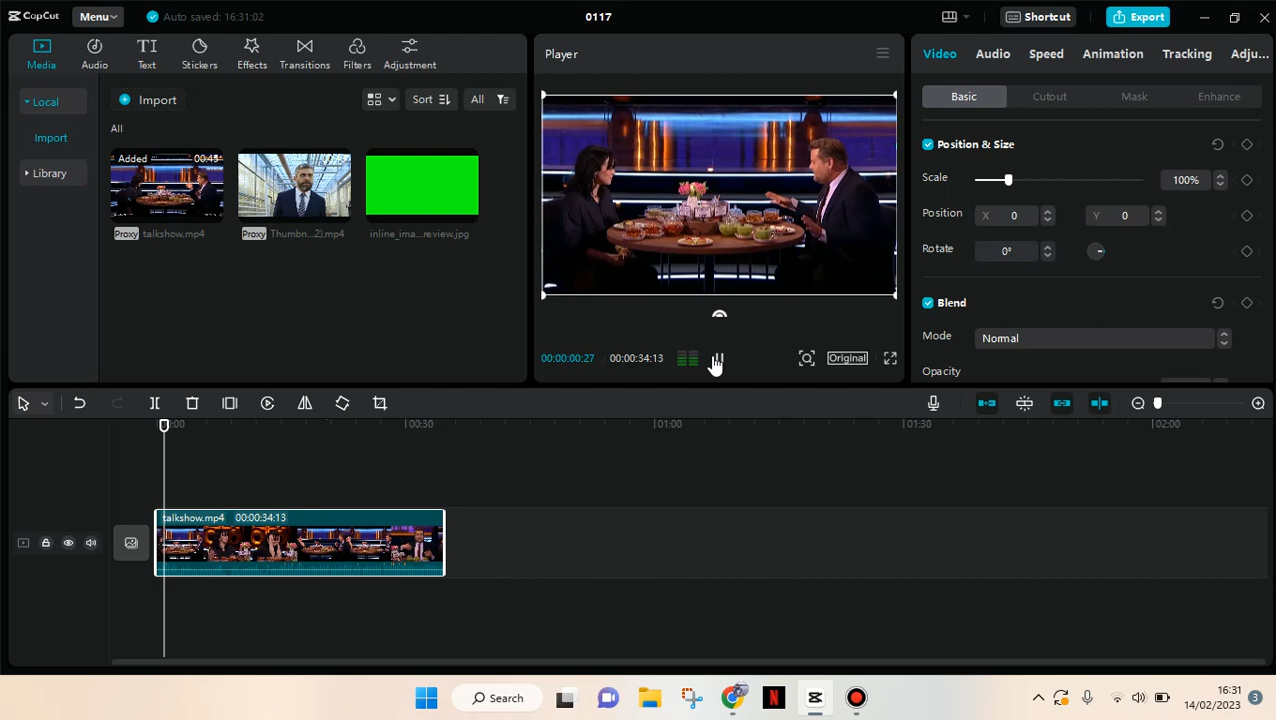 CapCut Menu Auto saved: 16:31:02 0117 Shortcut Export
Media Audio Text Stickers Effects Transitions Filters Adjustment
Local
Import
Library
Import Sort All
All
Added 00:45
Proxy talkshow.mp4 Proxy Thumbn...2).mp4 inline_ima...review.jpg
Player
00:00:00:27 / 00:00:34:13 Original
Video Audio Speed Animation Tracking Adju...
Basic Cutout Mask Enhance
Position & Size
Scale 100%
Position X 0 Y 0
Rotate 0°
Blend
Mode Normal
Opacity
00:30 01:00 01:30 02:00
talkshow.mp4 00:00:34:13
Search
16:31
14/02/2023 3